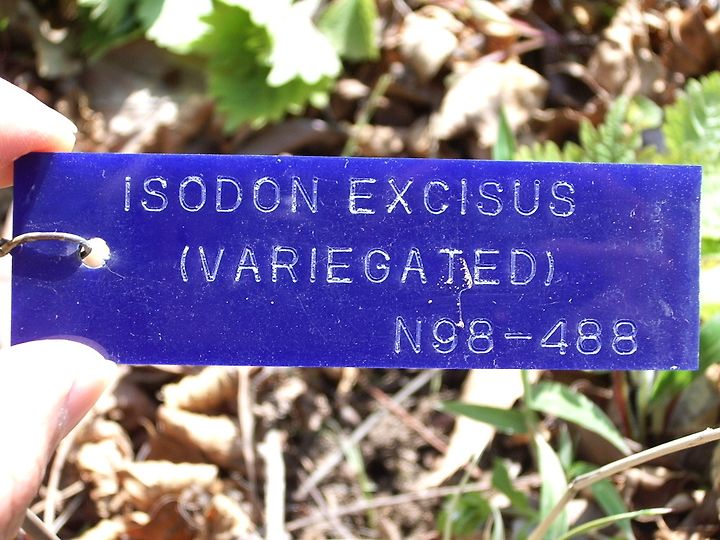 ISODON EXCISUS
(VARIEGATED)
N98-488